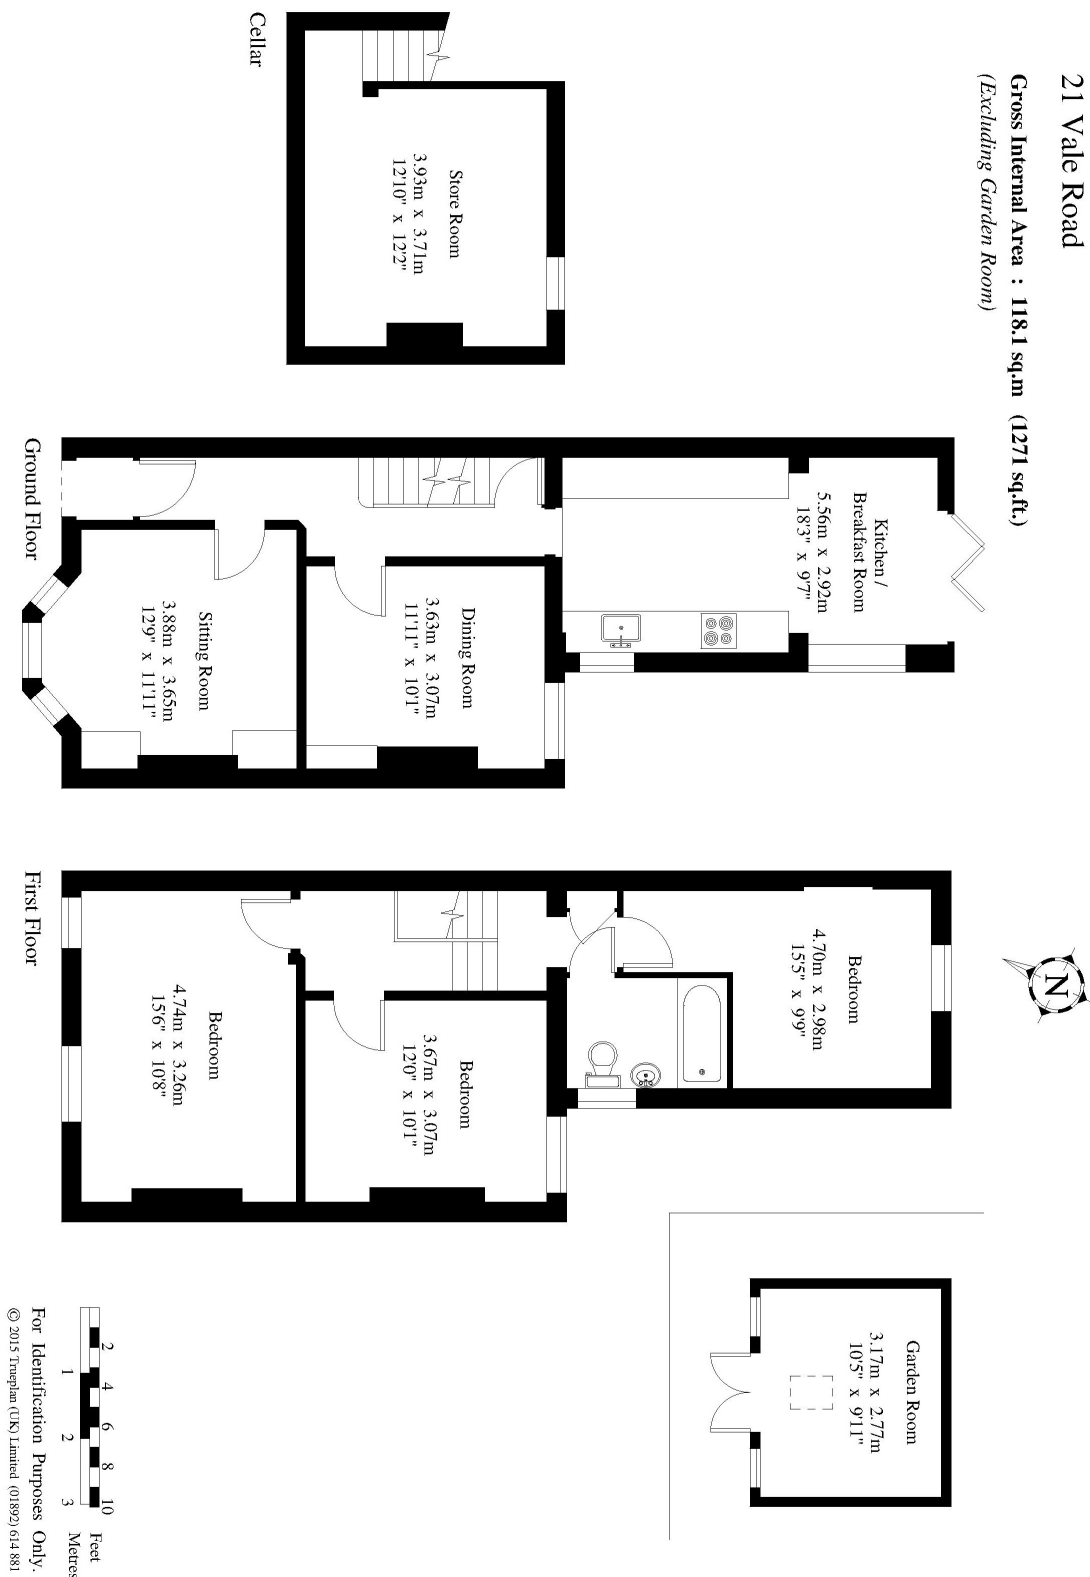 21 Vale Road
Gross Internal Area : 118.1 sq.m (1271 sq.ft.)
(Excluding Garden Room)
N
Kitchen /
Breakfast Room
5.56m x 2.92m
18'3" x 9'7"
Bedroom
4.70m x 2.98m
15'5" x 9'9"
Garden Room
3.17m x 2.77m
10'5" x 9'11"
Store Room
3.93m x 3.71m
12'10" x 12'2"
Dining Room
3.63m x 3.07m
11'11" x 10'1"
Bedroom
3.67m x 3.07m
12'0" x 10'1"
Sitting Room
3.88m x 3.65m
12'9" x 11'11"
Bedroom
4.74m x 3.26m
15'6" x 10'8"
Cellar
Ground Floor
First Floor
2 4 6 8 10 Feet
1 2 3 Metres
For Identification Purposes Only.
© 2015 Trueplan (UK) Limited (01892) 614 881